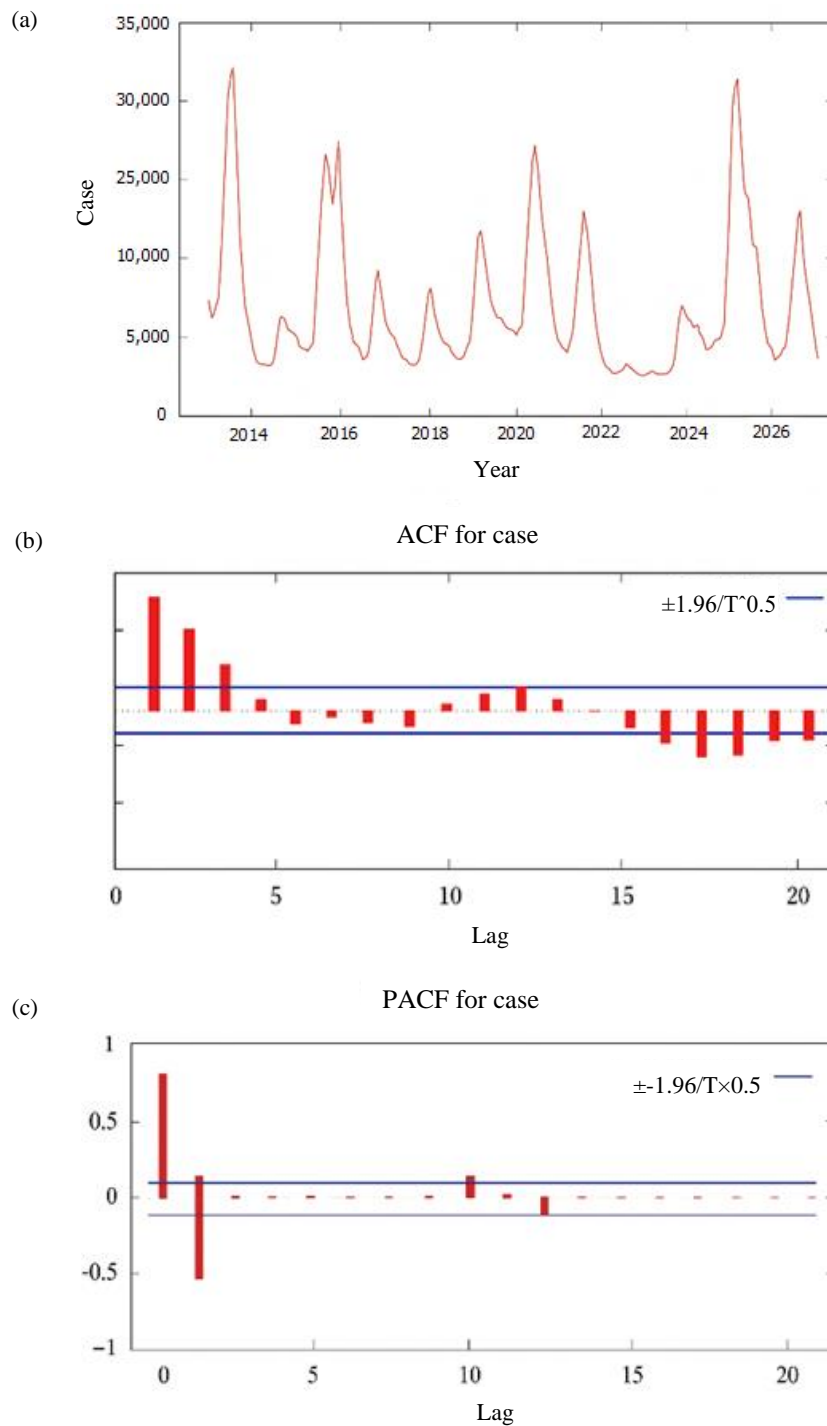 (a)
35,000
30,000
25,000
10,000
5,000
0
Case
2014 2016 2018 2020 2022 2024 2026
Year
(b)
ACF for case
±1.96/T^0.5
0 5 10 15 20
Lag
(c)
PACF for case
±-1.96/T×0.5
1
0.5
0
−0.5
−1
0 5 10 15 20
Lag